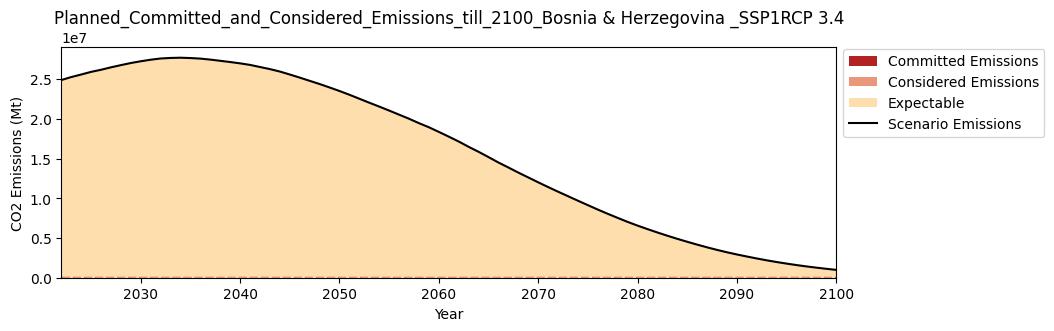 Planned_Committed_and_Considered_Emissions_till_2100_Bosnia & Herzegovina _SSP1RCP 3.4
1e7
2.5
2.0
1.5
1.0
0.5
0.0
CO2 Emissions (Mt)
2030 2040 2050 2060 2070 2080 2090 2100
Year
Committed Emissions
Considered Emissions
Expectable
Scenario Emissions